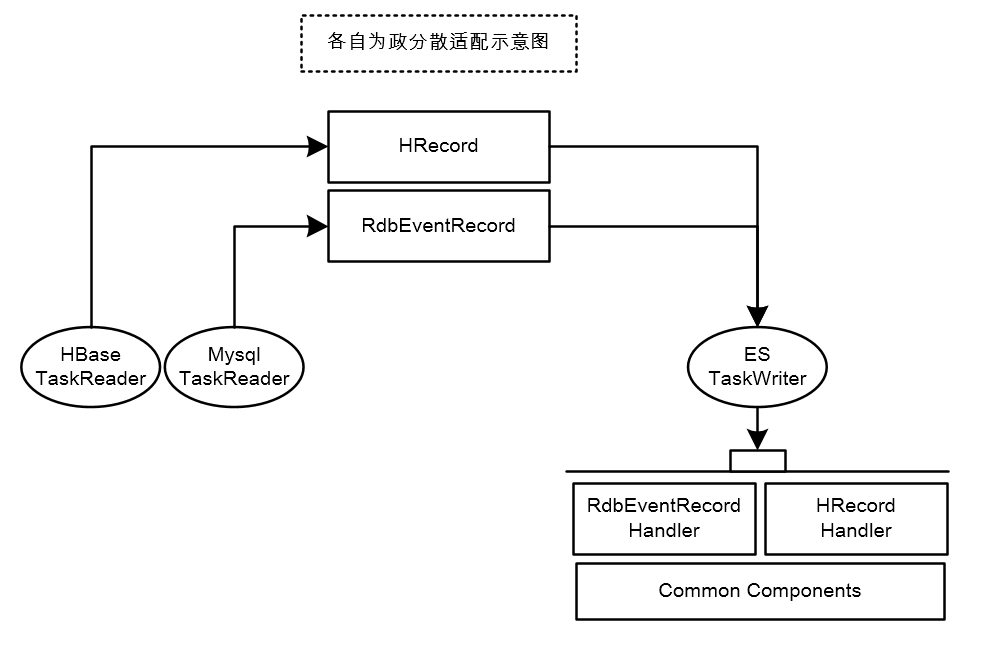 各自为政分散适配示意图
HRecord
RdbEventRecord
HBase
TaskReader
Mysql
TaskReader
ES
TaskWriter
RdbEventRecord
Handler
HRecord
Handler
Common Components